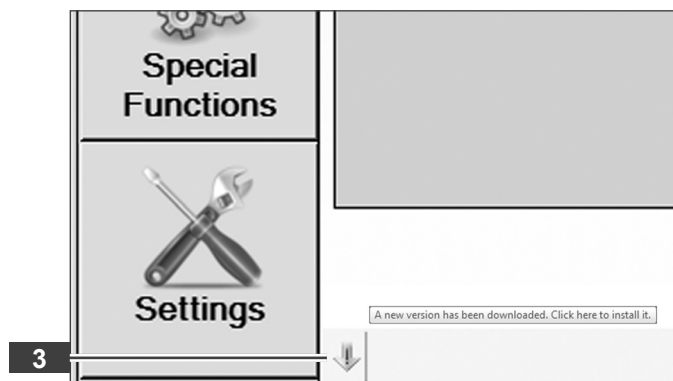 Special
Functions
Settings
A new version has been downloaded. Click here to install it.
3